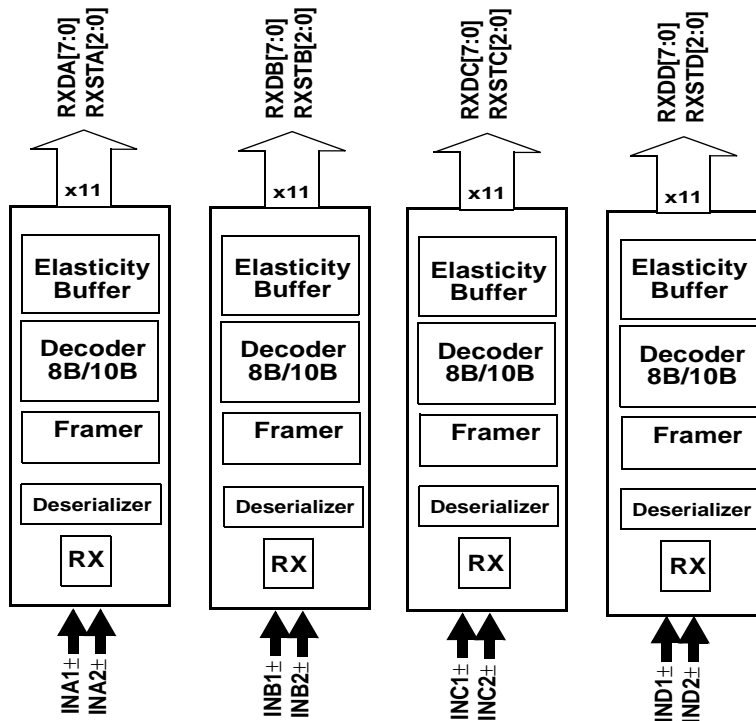 RXDA[7:0]
RXSTA[2:0]
x11
Elasticity
Buffer
Decoder
8B/10B
Framer
Deserializer
RX
INA1±
INA2±
RXDB[7:0]
RXSTB[2:0]
x11
Elasticity
Buffer
Decoder
8B/10B
Framer
Deserializer
RX
INB1±
INB2±
RXDC[7:0]
RXSTC[2:0]
x11
Elasticity
Buffer
Decoder
8B/10B
Framer
Deserializer
RX
INC1±
INC2±
RXDD[7:0]
RXSTD[2:0]
x11
Elasticity
Buffer
Decoder
8B/10B
Framer
Deserializer
RX
IND1±
IND2±